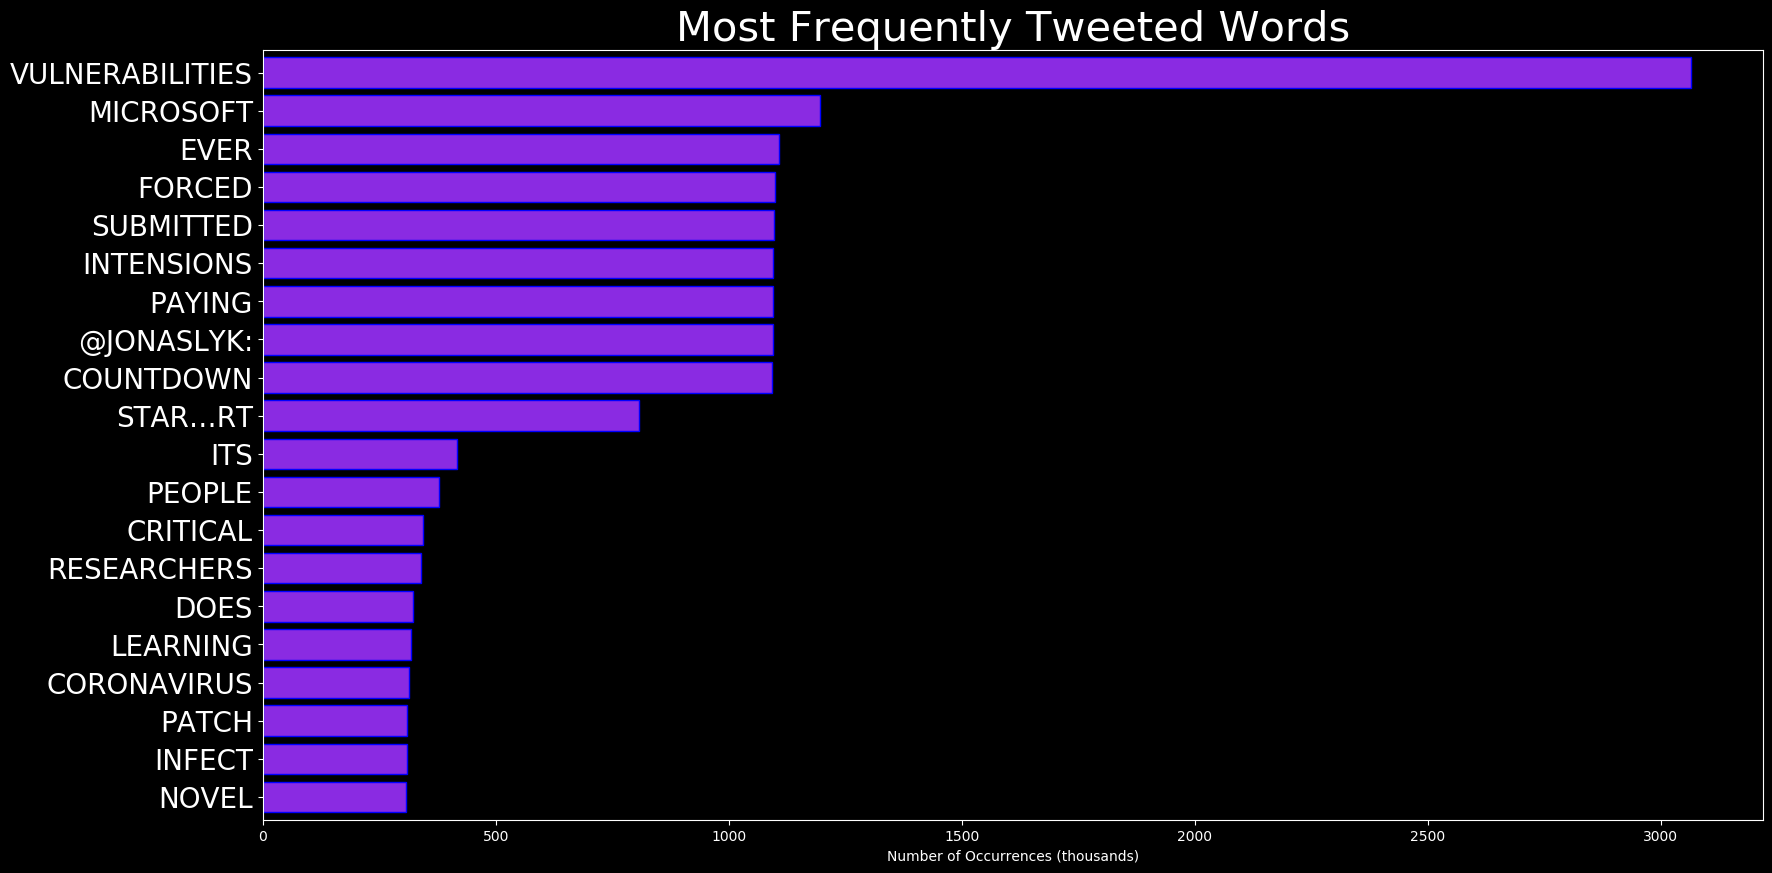 Most Frequently Tweeted Words
VULNERABILITIES
MICROSOFT
EVER
FORCED
SUBMITTED
INTENSIONS
PAYING
@JONASLYK:
COUNTDOWN
STAR…RT
ITS
PEOPLE
CRITICAL
RESEARCHERS
DOES
LEARNING
CORONAVIRUS
PATCH
INFECT
NOVEL
0 500 1000 1500 2000 2500 3000
Number of Occurrences (thousands)